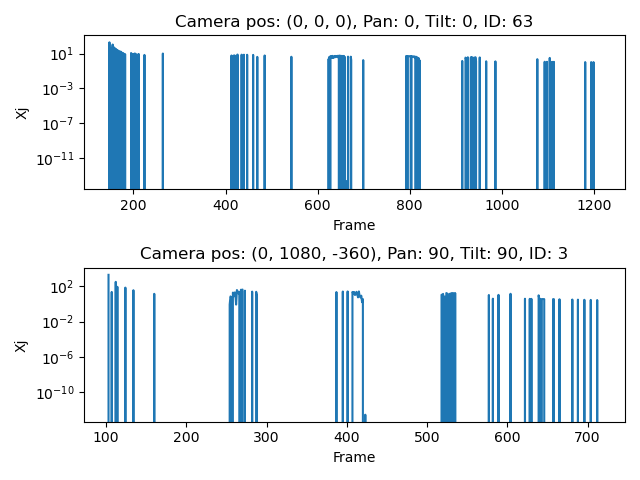 Camera pos: (0, 0, 0), Pan: 0, Tilt: 0, ID: 63
Xj
10^1
10^-3
10^-7
10^-11
200 400 600 800 1000 1200
Frame
Camera pos: (0, 1080, -360), Pan: 90, Tilt: 90, ID: 3
Xj
10^2
10^-2
10^-6
10^-10
100 200 300 400 500 600 700
Frame